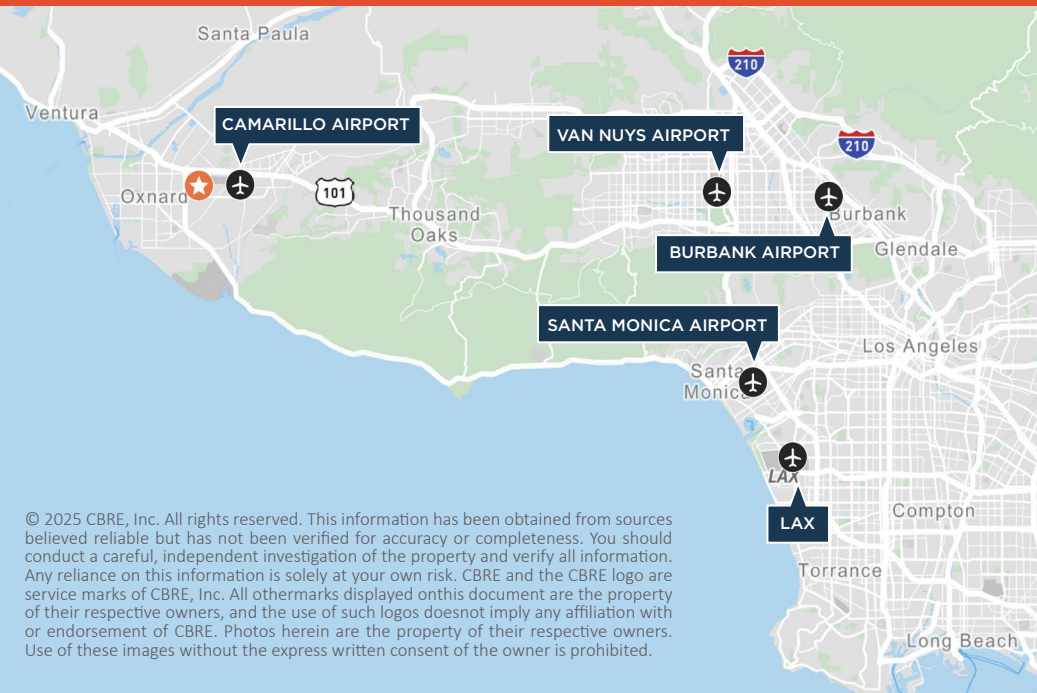 Santa Paula
210
Ventura
CAMARILLO AIRPORT
VAN NUYS AIRPORT
210
Oxnard
101
Thousand
Oaks
Burbank
BURBANK AIRPORT
Glendale
SANTA MONICA AIRPORT
Los Angeles
Santa
Monica
LAX
LAX
Compton
Torrance
Long Beach
© 2025 CBRE, Inc. All rights reserved. This information has been obtained from sources
believed reliable but has not been verified for accuracy or completeness. You should
conduct a careful, independent investigation of the property and verify all information.
Any reliance on this information is solely at your own risk. CBRE and the CBRE logo are
service marks of CBRE, Inc. All othermarks displayed onthis document are the property
of their respective owners, and the use of such logos doesnot imply any affiliation with
or endorsement of CBRE. Photos herein are the property of their respective owners.
Use of these images without the express written consent of the owner is prohibited.